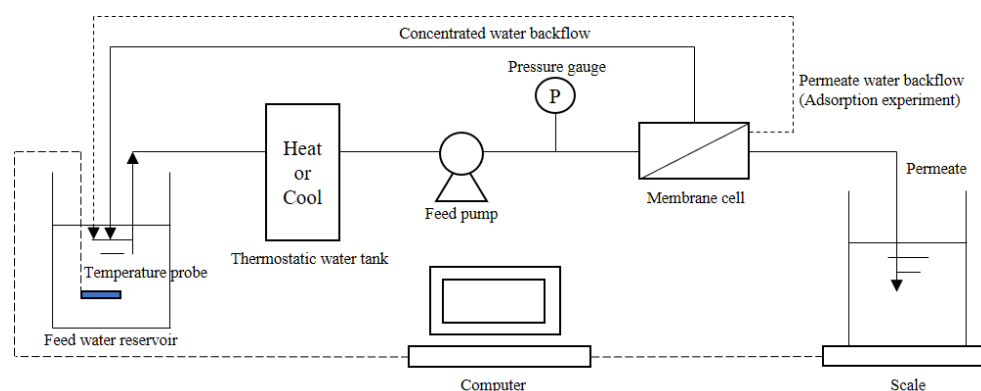 Concentrated water backflow
Pressure gauge
P
Permeate water backflow
(Adsorption experiment)
Heat
or
Cool
Feed pump
Membrane cell
Permeate
Thermostatic water tank
Temperature probe
Feed water reservoir
Computer
Scale